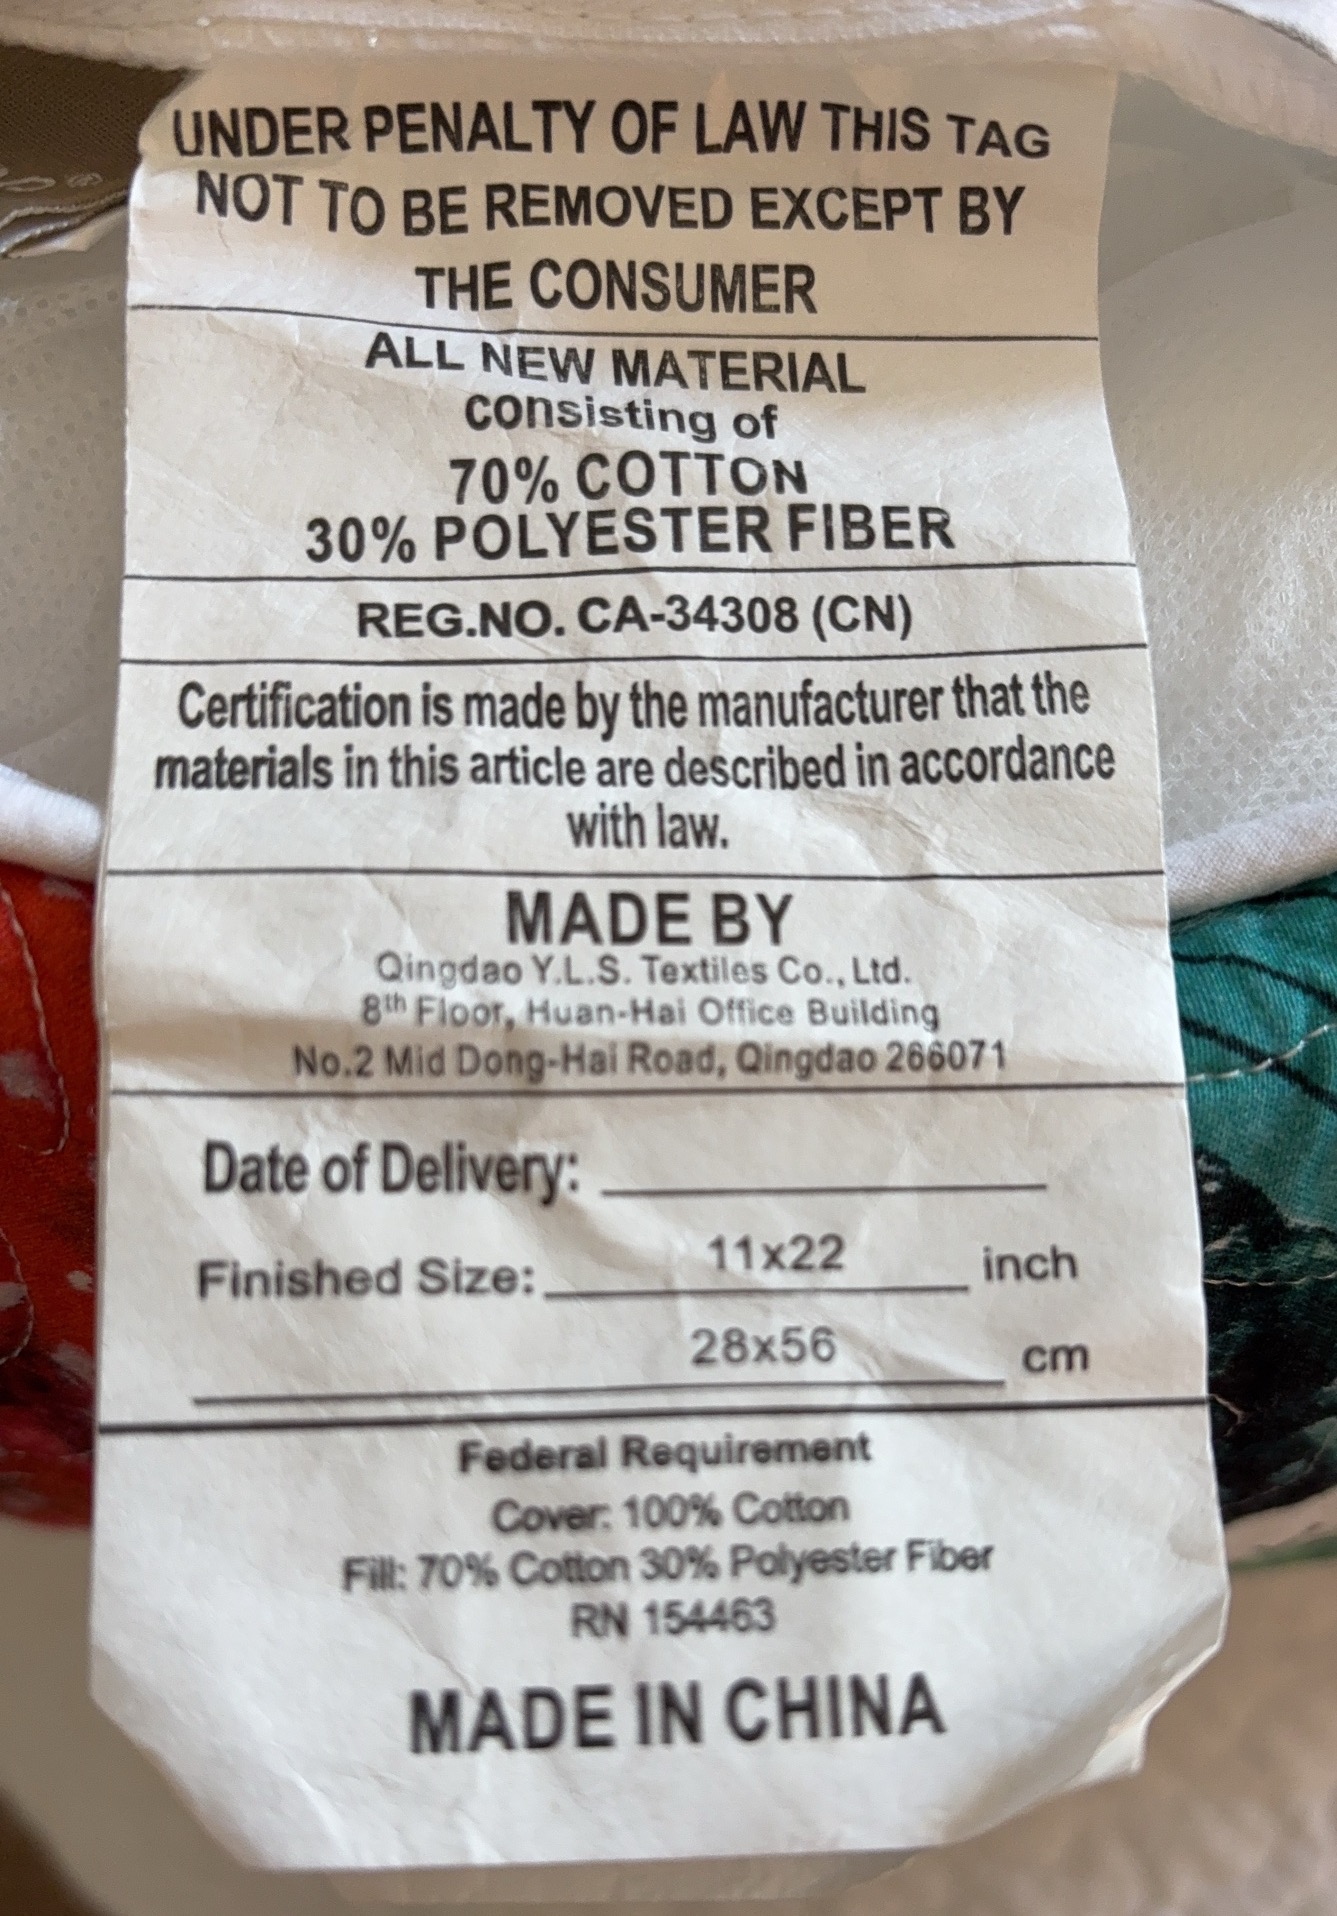 UNDER PENALTY OF LAW THIS TAG
NOT TO BE REMOVED EXCEPT BY
THE CONSUMER
ALL NEW MATERIAL
consisting of
70% COTTON
30% POLYESTER FIBER
REG.NO. CA-34308 (CN)
Certification is made by the manufacturer that the
materials in this article are described in accordance
with law.
MADE BY
Qingdao Y.L.S. Textiles Co., Ltd.
8th Floor, Huan-Hai Office Building
No.2 Mid Dong-Hai Road, Qingdao 266071
Date of Delivery:
Finished Size: 11x22 inch
28x56 cm
Federal Requirement
Cover: 100% Cotton
Fill: 70% Cotton 30% Polyester Fiber
RN 154463
MADE IN CHINA